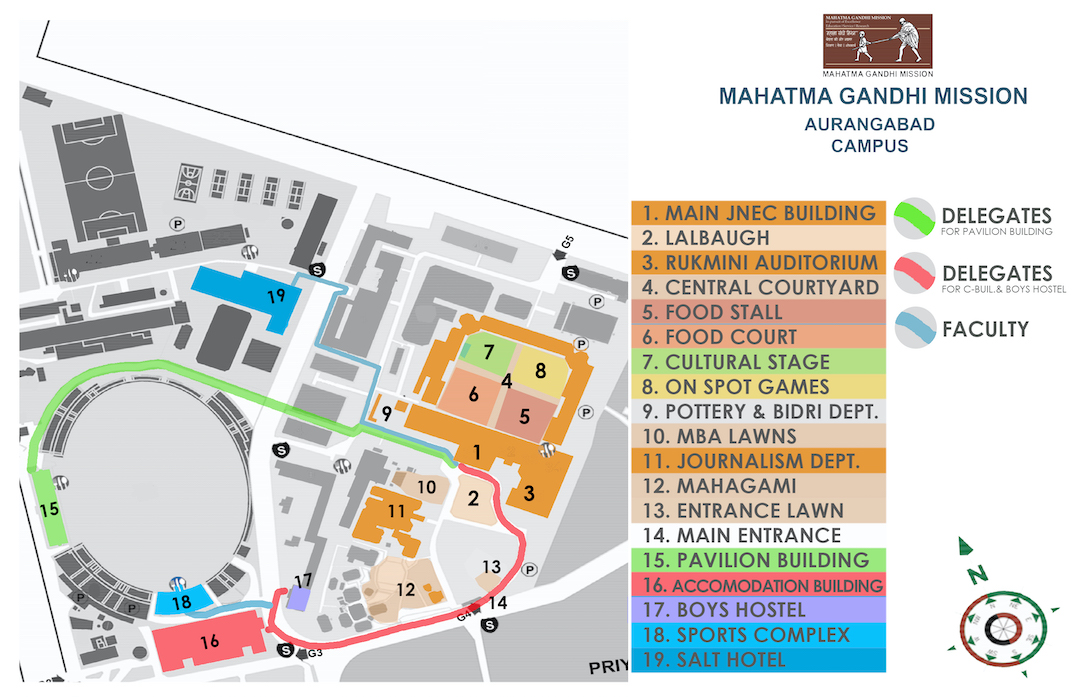 MAHATMA GANDHI MISSION
MAHATMA GANDHI MISSION
MAHATMA GANDHI MISSION
AURANGABAD
CAMPUS
1. MAIN JNEC BUILDING
2. LALBAUGH
3. RUKMINI AUDITORIUM
4. CENTRAL COURTYARD
5. FOOD STALL
6. FOOD COURT
7. CULTURAL STAGE
8. ON SPOT GAMES
9. POTTERY & BIDRI DEPT.
10. MBA LAWNS
11. JOURNALISM DEPT.
12. MAHAGAMI
13. ENTRANCE LAWN
14. MAIN ENTRANCE
15. PAVILION BUILDING
16. ACCOMODATION BUILDING
17. BOYS HOSTEL
18. SPORTS COMPLEX
19. SALT HOTEL
DELEGATES
FOR PAVILION BUILDING
DELEGATES
FOR C-BUIL.& BOYS HOSTEL
FACULTY
N
P
G5
S
S
P
19
P
7
8
4
6
5
9
P
1
S
10
2
3
11
15
P
13
17
12
14
G4
S
P
P
18
16
S
G3
PRIY